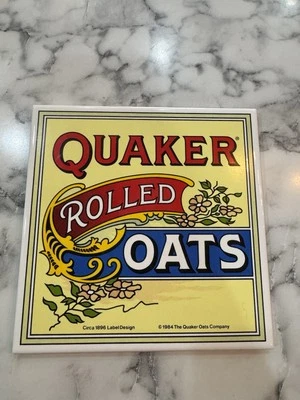 QUAKER®
ROLLED
OATS
Circa 1896 Label Design © 1984 The Quaker Oats Company